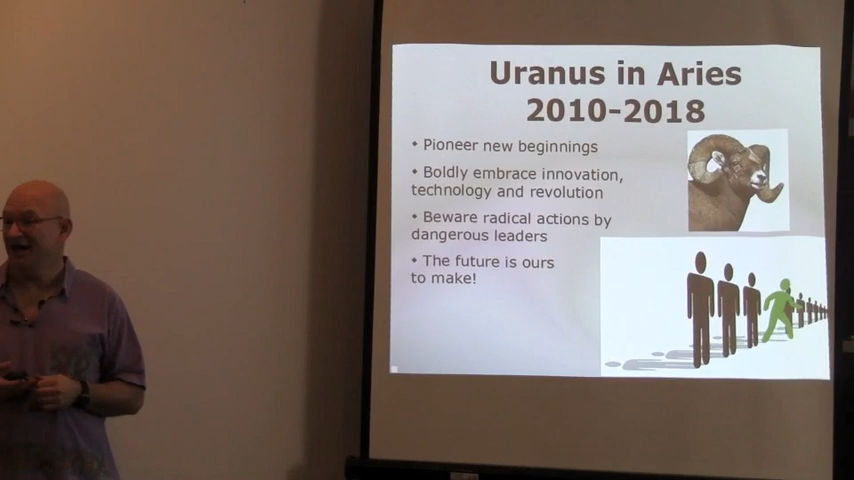 Uranus in Aries
2010-2018
• Pioneer new beginnings
• Boldly embrace innovation,
technology and revolution
• Beware radical actions by
dangerous leaders
• The future is ours
to make!